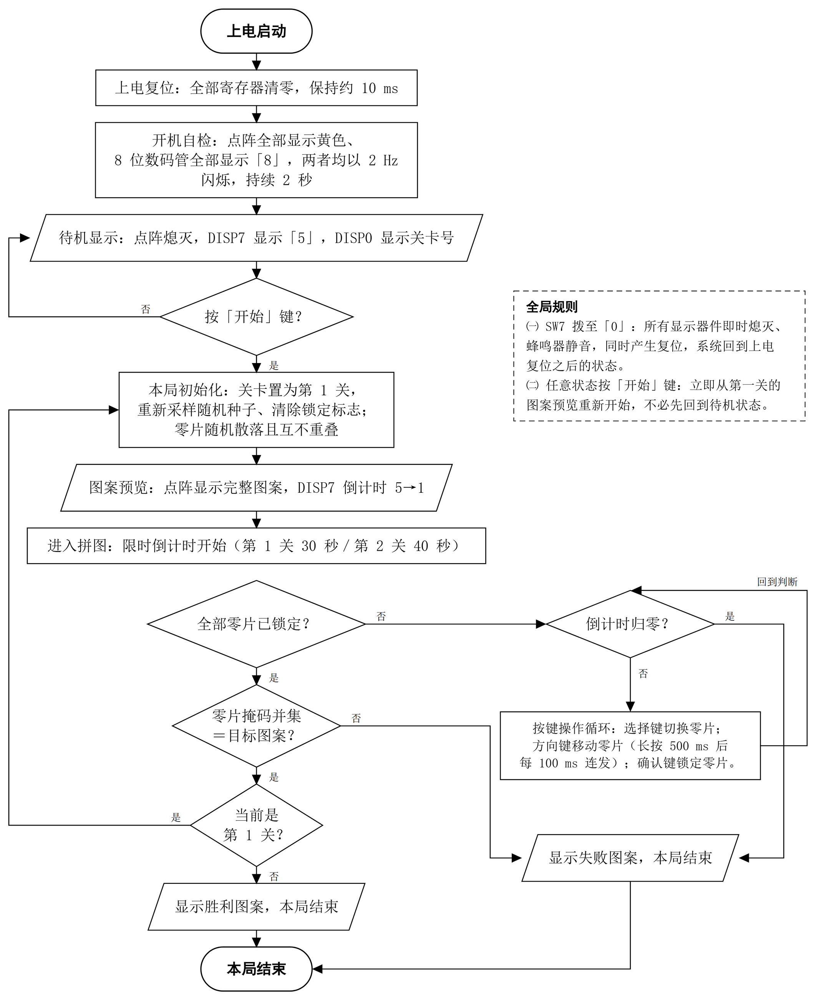 上电启动
上电复位：全部寄存器清零，保持约 10 ms
开机自检：点阵全部显示黄色、
8 位数码管全部显示「8」，两者均以 2 Hz
闪烁，持续 2 秒
待机显示：点阵熄灭，DISP7 显示「5」，DISP0 显示关卡号
按「开始」键？
否
是
全局规则
㈠ SW7 拨至「0」：所有显示器件即时熄灭、
蜂鸣器静音，同时产生复位，系统回到上电
复位之后的状态。
㈡ 任意状态按「开始」键：立即从第一关的
图案预览重新开始，不必先回到待机状态。
本局初始化：关卡置为第 1 关，
重新采样随机种子、清除锁定标志；
零片随机散落且互不重叠
图案预览：点阵显示完整图案，DISP7 倒计时 5→1
进入拼图：限时倒计时开始（第 1 关 30 秒／第 2 关 40 秒）
全部零片已锁定？
否
倒计时归零？
是
回到判断
是
否
零片掩码并集
＝目标图案？
否
按键操作循环：选择键切换零片；
方向键移动零片（长按 500 ms 后
每 100 ms 连发）；确认键锁定零片。
是
当前是
第 1 关？
是
否
显示失败图案，本局结束
显示胜利图案，本局结束
本局结束